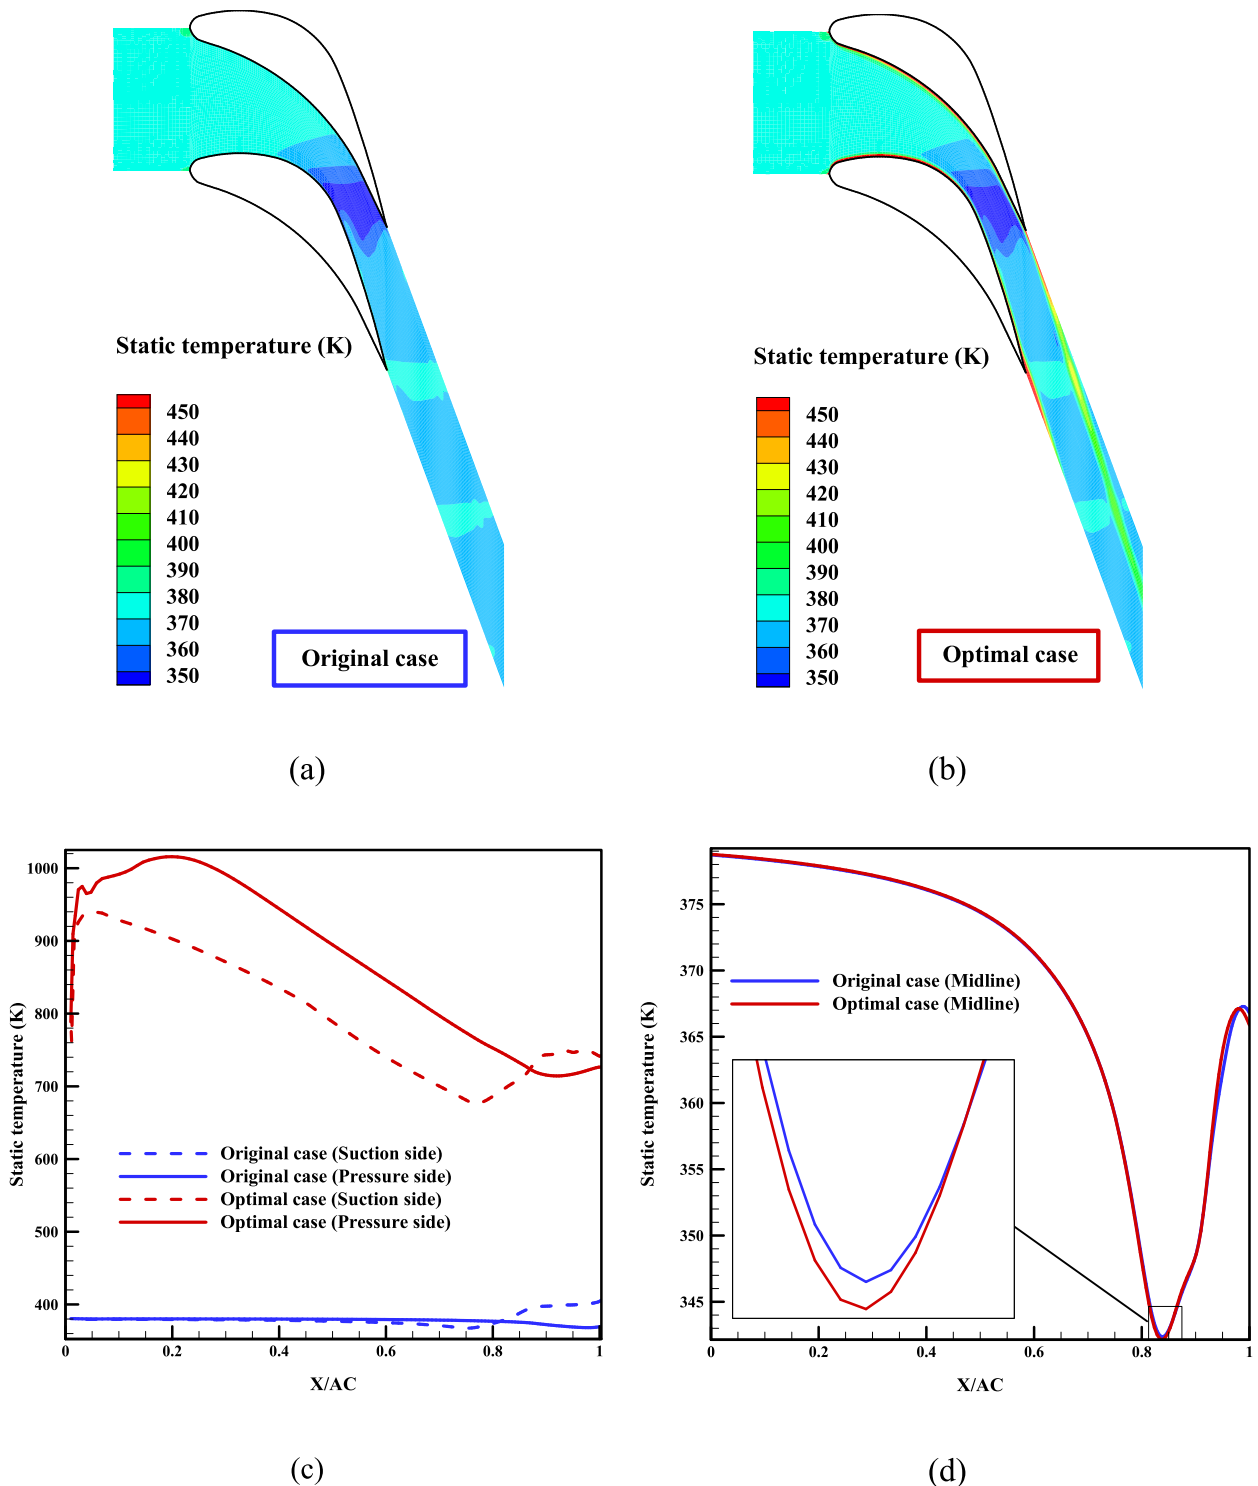 Static temperature (K)
450
440
430
420
410
400
390
380
370
360
350
Original case
(a)
Static temperature (K)
450
440
430
420
410
400
390
380
370
360
350
Optimal case
(b)
Static temperature (K)
1000
900
800
700
600
500
400
Original case (Suction side)
Original case (Pressure side)
Optimal case (Suction side)
Optimal case (Pressure side)
0 0.2 0.4 0.6 0.8 1
X/AC
(c)
Static temperature (K)
375
370
365
360
355
350
345
Original case (Midline)
Optimal case (Midline)
0 0.2 0.4 0.6 0.8 1
X/AC
(d)